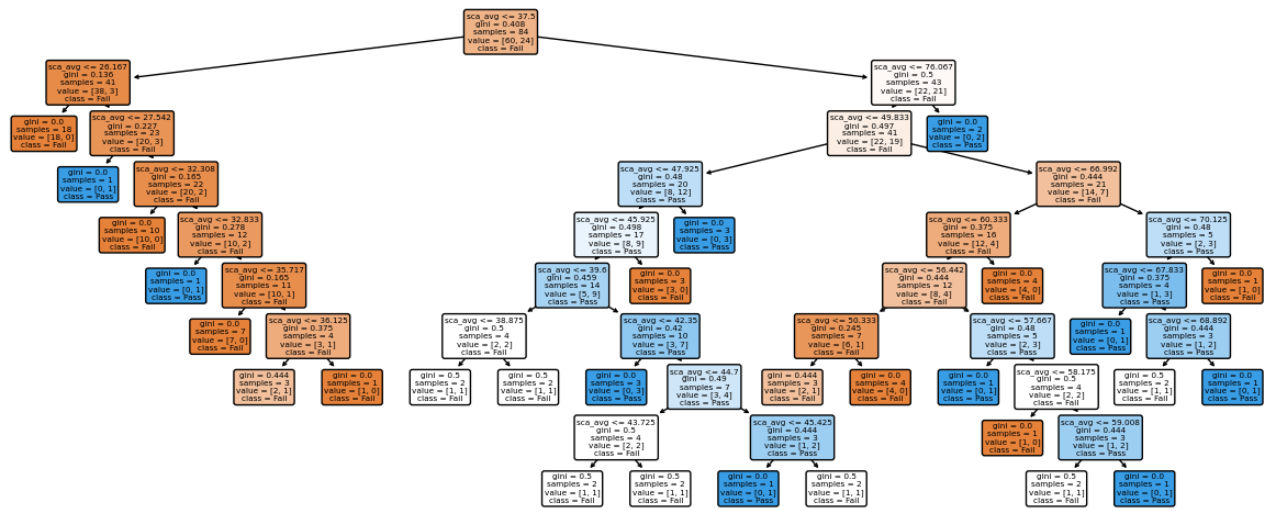 sca_avg <= 37.5
gini = 0.408
samples = 84
value = [60, 24]
class = Fail
sca_avg <= 26.167
gini = 0.136
samples = 41
value = [38, 3]
class = Fail
sca_avg <= 76.067
gini = 0.5
samples = 43
value = [22, 21]
class = Fail
gini = 0.0
samples = 18
value = [18, 0]
class = Fail
sca_avg <= 27.542
gini = 0.227
samples = 23
value = [20, 3]
class = Fail
sca_avg <= 49.833
gini = 0.497
samples = 41
value = [22, 19]
class = Fail
gini = 0.0
samples = 2
value = [0, 2]
class = Pass
gini = 0.0
samples = 1
value = [0, 1]
class = Pass
sca_avg <= 32.308
gini = 0.165
samples = 22
value = [20, 2]
class = Fail
sca_avg <= 47.925
gini = 0.48
samples = 20
value = [8, 12]
class = Pass
sca_avg <= 66.992
gini = 0.444
samples = 21
value = [14, 7]
class = Fail
gini = 0.0
samples = 10
value = [10, 0]
class = Fail
sca_avg <= 32.833
gini = 0.278
samples = 12
value = [10, 2]
class = Fail
sca_avg <= 45.925
gini = 0.498
samples = 17
value = [8, 9]
class = Pass
gini = 0.0
samples = 3
value = [0, 3]
class = Pass
sca_avg <= 60.333
gini = 0.375
samples = 16
value = [12, 4]
class = Fail
sca_avg <= 70.125
gini = 0.48
samples = 5
value = [2, 3]
class = Pass
gini = 0.0
samples = 1
value = [0, 1]
class = Pass
sca_avg <= 35.717
gini = 0.165
samples = 11
value = [10, 1]
class = Fail
sca_avg <= 39.6
gini = 0.459
samples = 14
value = [5, 9]
class = Pass
gini = 0.0
samples = 3
value = [3, 0]
class = Fail
sca_avg <= 56.442
gini = 0.444
samples = 12
value = [8, 4]
class = Fail
gini = 0.0
samples = 4
value = [4, 0]
class = Fail
sca_avg <= 67.833
gini = 0.375
samples = 4
value = [1, 3]
class = Pass
gini = 0.0
samples = 1
value = [1, 0]
class = Fail
gini = 0.0
samples = 7
value = [7, 0]
class = Fail
sca_avg <= 36.125
gini = 0.375
samples = 4
value = [3, 1]
class = Fail
sca_avg <= 38.875
gini = 0.5
samples = 4
value = [2, 2]
class = Fail
sca_avg <= 42.35
gini = 0.42
samples = 10
value = [3, 7]
class = Pass
sca_avg <= 50.333
gini = 0.245
samples = 7
value = [6, 1]
class = Fail
sca_avg <= 57.667
gini = 0.48
samples = 5
value = [2, 3]
class = Pass
gini = 0.0
samples = 1
value = [0, 1]
class = Pass
sca_avg <= 68.892
gini = 0.444
samples = 3
value = [1, 2]
class = Pass
gini = 0.444
samples = 3
value = [2, 1]
class = Fail
gini = 0.0
samples = 1
value = [1, 0]
class = Fail
gini = 0.5
samples = 2
value = [1, 1]
class = Fail
gini = 0.5
samples = 2
value = [1, 1]
class = Fail
gini = 0.0
samples = 3
value = [0, 3]
class = Pass
sca_avg <= 44.7
gini = 0.49
samples = 7
value = [3, 4]
class = Pass
gini = 0.444
samples = 3
value = [2, 1]
class = Fail
gini = 0.0
samples = 4
value = [4, 0]
class = Fail
gini = 0.0
samples = 1
value = [0, 1]
class = Pass
sca_avg <= 58.175
gini = 0.5
samples = 4
value = [2, 2]
class = Fail
gini = 0.5
samples = 2
value = [1, 1]
class = Fail
gini = 0.0
samples = 1
value = [0, 1]
class = Pass
sca_avg <= 43.725
gini = 0.5
samples = 4
value = [2, 2]
class = Fail
sca_avg <= 45.425
gini = 0.444
samples = 3
value = [1, 2]
class = Pass
gini = 0.0
samples = 1
value = [1, 0]
class = Fail
sca_avg <= 59.008
gini = 0.444
samples = 3
value = [1, 2]
class = Pass
gini = 0.5
samples = 2
value = [1, 1]
class = Fail
gini = 0.5
samples = 2
value = [1, 1]
class = Fail
gini = 0.0
samples = 1
value = [0, 1]
class = Pass
gini = 0.5
samples = 2
value = [1, 1]
class = Fail
gini = 0.5
samples = 2
value = [1, 1]
class = Fail
gini = 0.0
samples = 1
value = [0, 1]
class = Pass